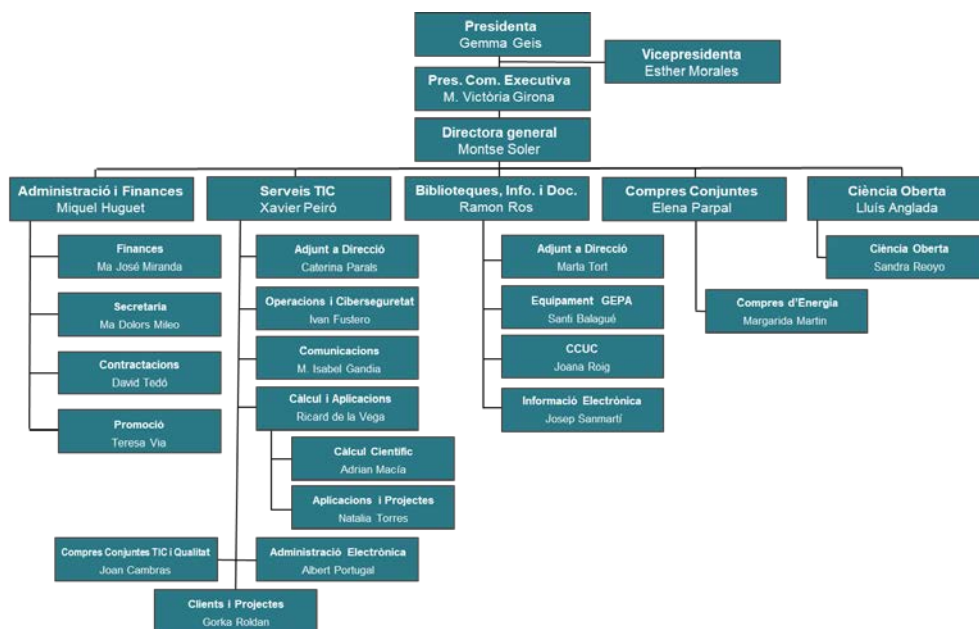 Presidenta
Gemma Geis
Vicepresidenta
Esther Morales
Pres. Com. Executiva
M. Victòria Girona
Directora general
Montse Soler
Administració i Finances
Miquel Huguet
Serveis TIC
Xavier Peiró
Biblioteques, Info. i Doc.
Ramon Ros
Compres Conjuntes
Elena Parpal
Ciència Oberta
Lluís Anglada
Finances
Ma José Miranda
Secretaria
Ma Dolors Mileo
Contractacions
David Tedó
Promoció
Teresa Via
Adjunt a Direcció
Caterina Parals
Operacions i Ciberseguretat
Ivan Fustero
Comunicacions
M. Isabel Gandia
Càlcul i Aplicacions
Ricard de la Vega
Càlcul Científic
Adrian Macía
Aplicacions i Projectes
Natalia Torres
Compres Conjuntes TIC i Qualitat
Joan Cambras
Administració Electrònica
Albert Portugal
Clients i Projectes
Gorka Roldan
Adjunt a Direcció
Marta Tort
Equipament GEPA
Santi Balagué
CCUC
Joana Roig
Informació Electrònica
Josep Sanmartí
Compres d'Energia
Margarida Martin
Ciència Oberta
Sandra Reoyo